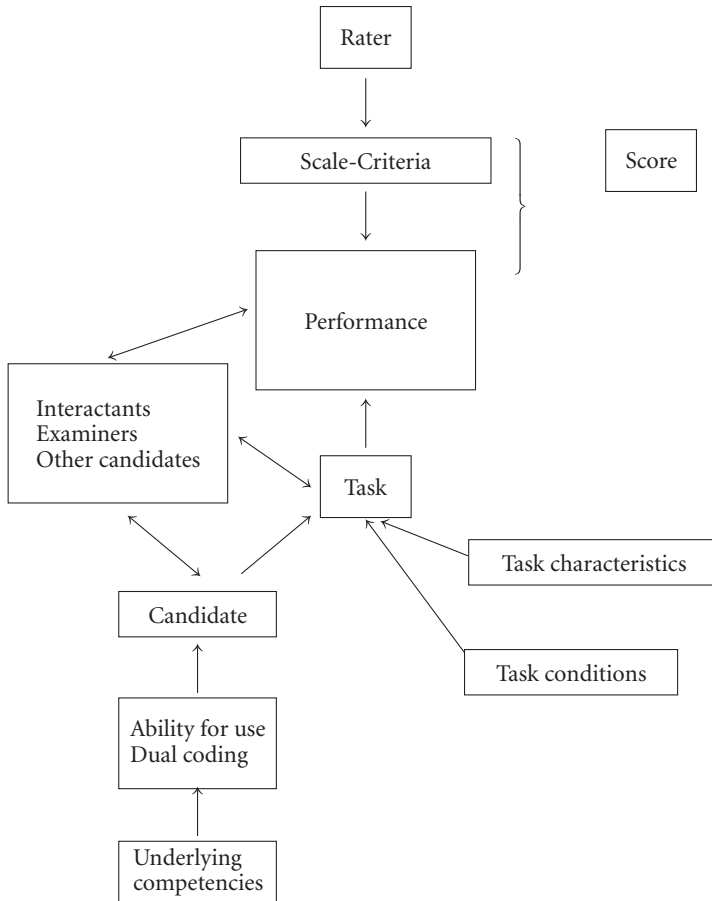 Rater
Scale-Criteria
Score
Performance
Interactants
Examiners
Other candidates
Task
Task characteristics
Candidate
Task conditions
Ability for use
Dual coding
Underlying
competencies